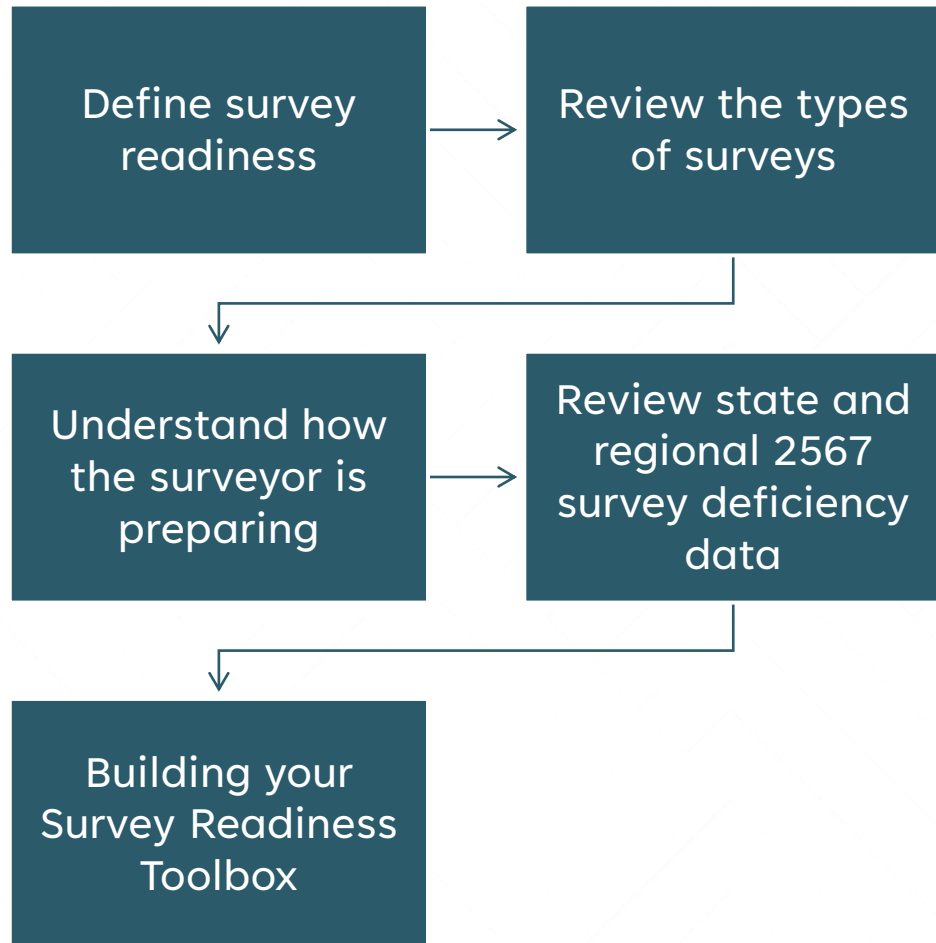 Define survey
readiness
Review the types
of surveys
Understand how
the surveyor is
preparing
Review state and
regional 2567
survey deficiency
data
Building your
Survey Readiness
Toolbox